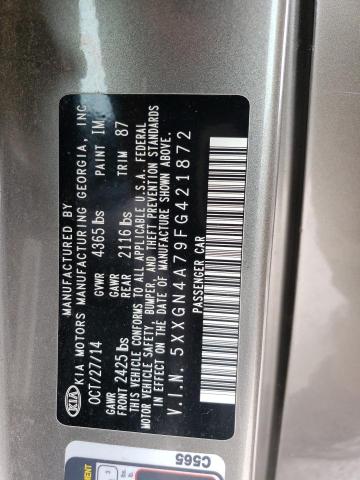 KIA
MANUFACTURED BY
KIA MOTORS MANUFACTURING GEORGIA, INC
OCT/27/14 GVWR 4365 lbs PAINT IM
GAWR FRONT 2425 lbs GAWR REAR 2116 lbs TRIM 87
THIS VEHICLE CONFORMS TO ALL APPLICABLE U.S.A. FEDERAL
MOTOR VEHICLE SAFETY, BUMPER, AND THEFT PREVENTION STANDARDS
IN EFFECT ON THE DATE OF MANUFACTURE SHOWN ABOVE.
V.I.N. 5XXGN4A79FG421872
PASSENGER CAR
C565